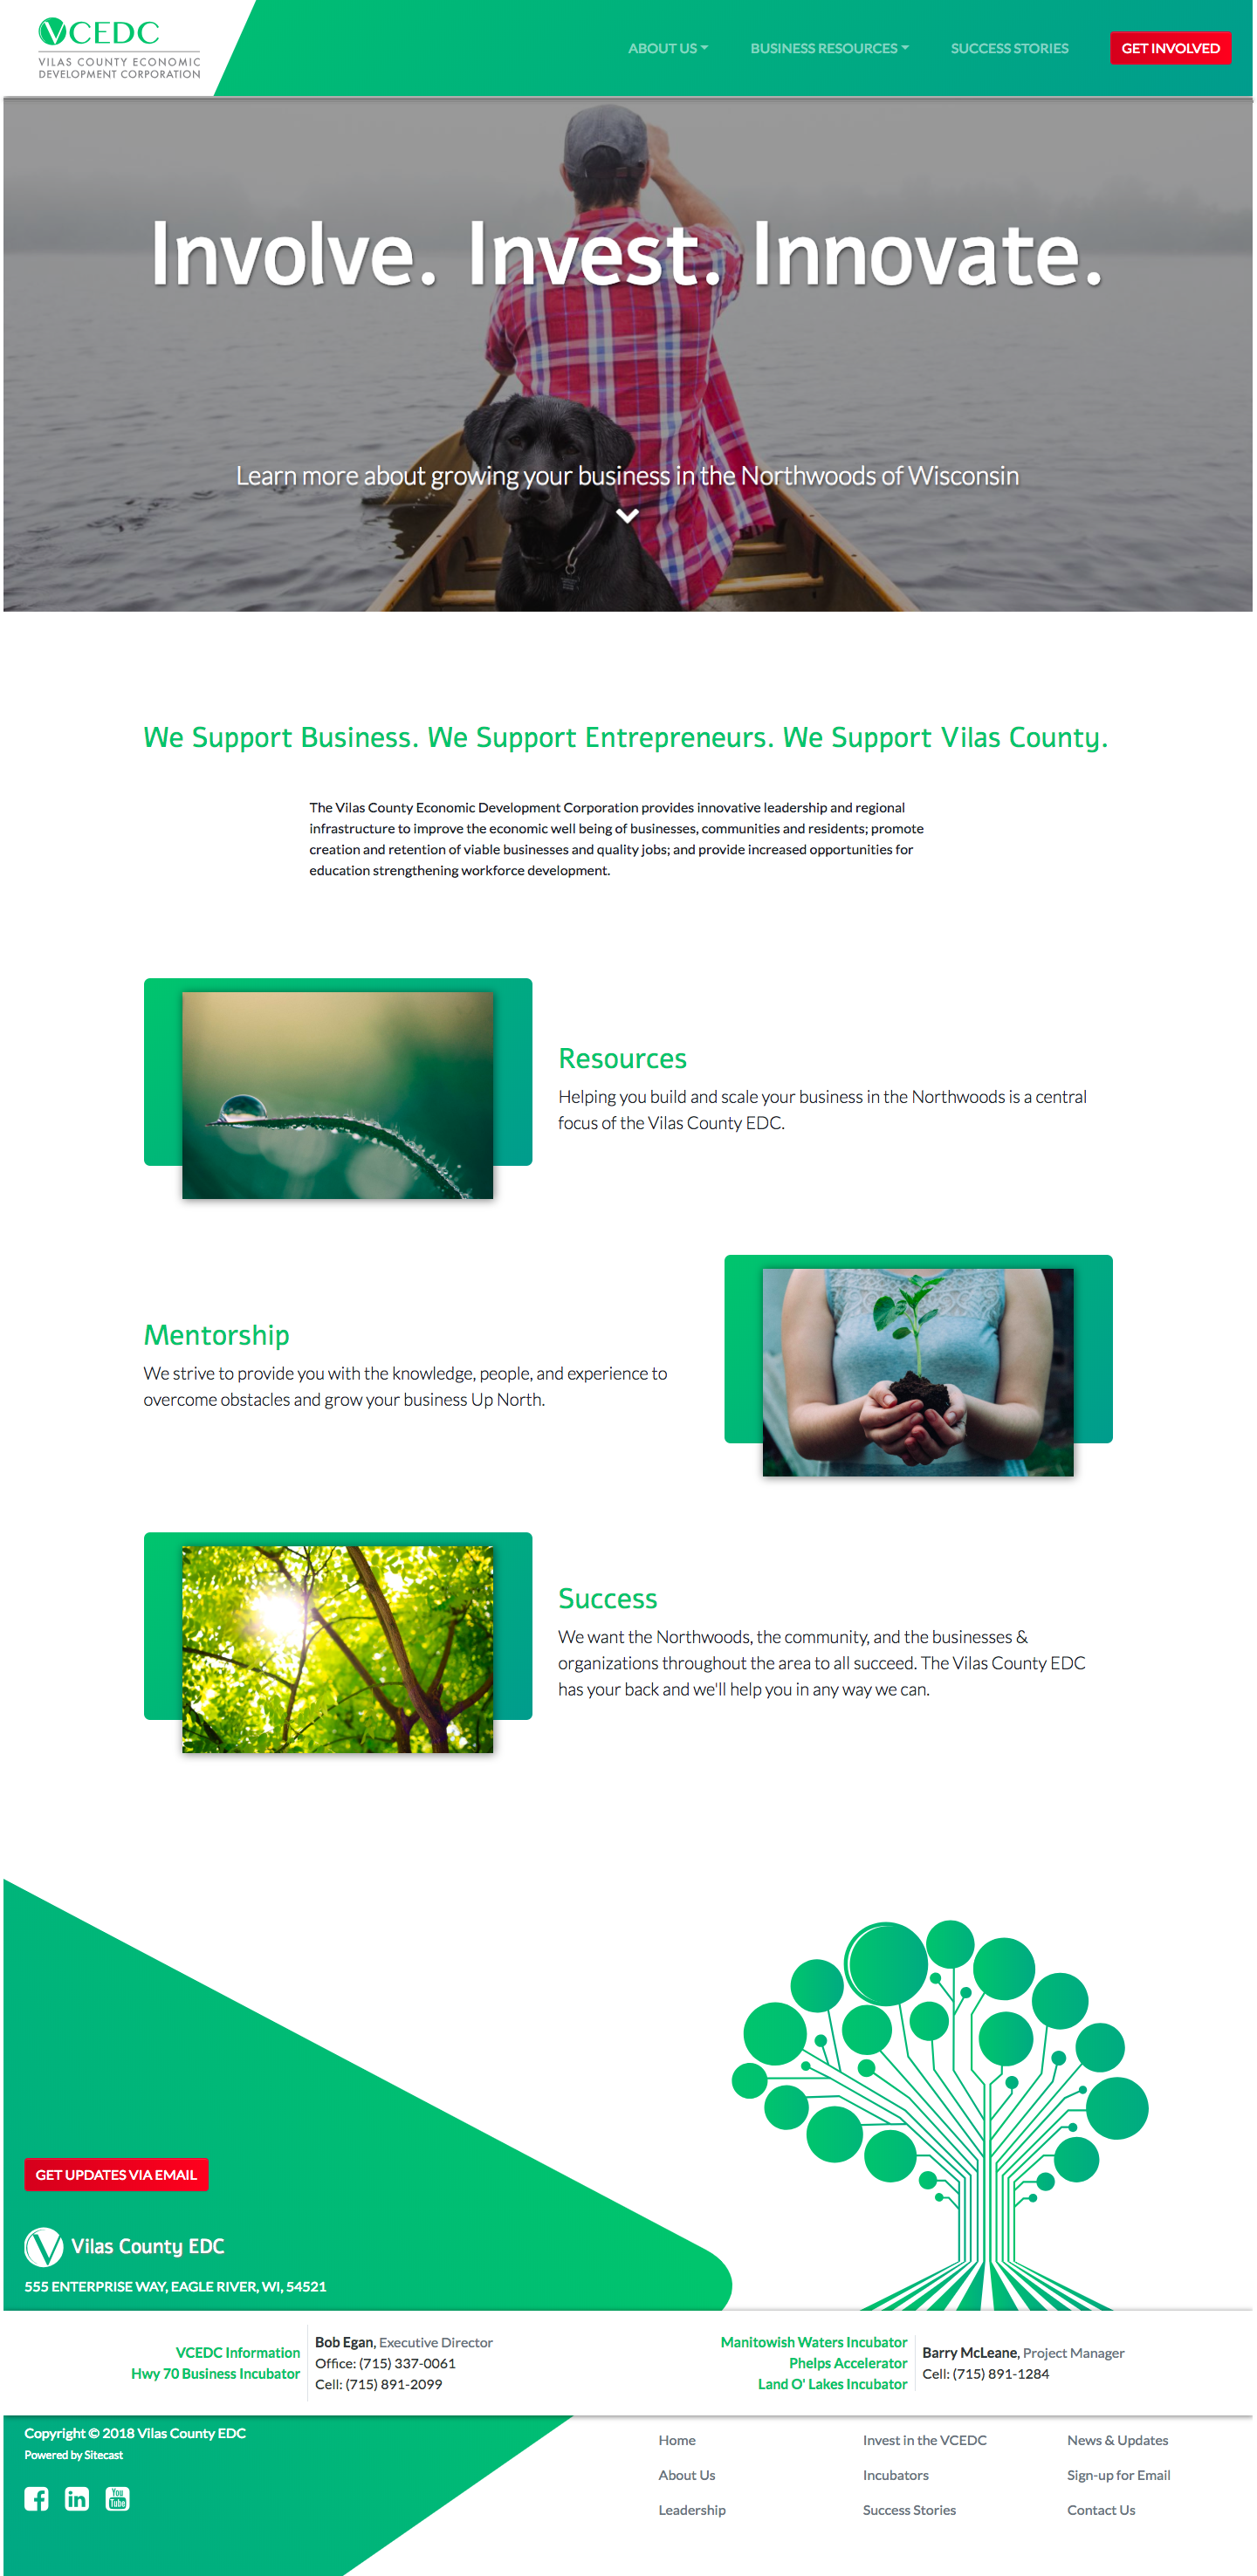 VCEDC
VILAS COUNTY ECONOMIC
DEVELOPMENT CORPORATION
ABOUT US
BUSINESS RESOURCES
SUCCESS STORIES
GET INVOLVED
Involve. Invest. Innovate.
Learn more about growing your business in the Northwoods of Wisconsin
We Support Business. We Support Entrepreneurs. We Support Vilas County.
The Vilas County Economic Development Corporation provides innovative leadership and regional
infrastructure to improve the economic well being of businesses, communities and residents; promote
creation and retention of viable businesses and quality jobs; and provide increased opportunities for
education strengthening workforce development.
Resources
Helping you build and scale your business in the Northwoods is a central
focus of the Vilas County EDC.
Mentorship
We strive to provide you with the knowledge, people, and experience to
overcome obstacles and grow your business Up North.
Success
We want the Northwoods, the community, and the businesses &
organizations throughout the area to all succeed. The Vilas County EDC
has your back and we'll help you in any way we can.
GET UPDATES VIA EMAIL
V Vilas County EDC
555 ENTERPRISE WAY, EAGLE RIVER, WI, 54521
VCEDC Information
Hwy 70 Business Incubator
Bob Egan, Executive Director
Office: (715) 337-0061
Cell: (715) 891-2099
Manitowish Waters Incubator
Phelps Accelerator
Land O' Lakes Incubator
Barry McLeane, Project Manager
Cell: (715) 891-1284
Copyright © 2018 Vilas County EDC
Powered by Sitecast
f in You Tube
Home
About Us
Leadership
Invest in the VCEDC
Incubators
Success Stories
News & Updates
Sign-up for Email
Contact Us